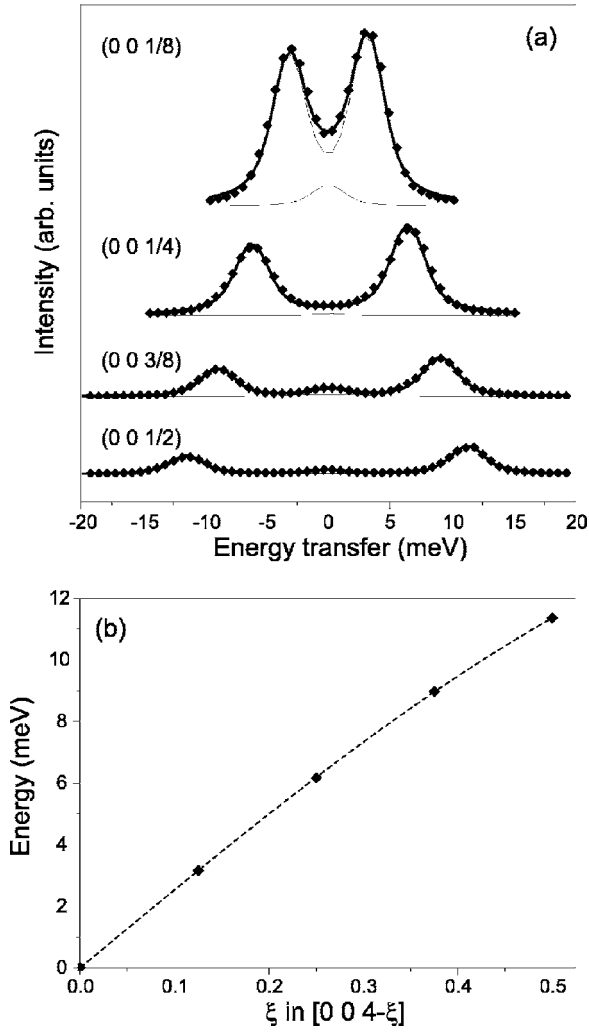 (0 0 1/8)
(a)
(0 0 1/4)
(0 0 3/8)
(0 0 1/2)
Intensity (arb. units)
-20 -15 -10 -5 0 5 10 15 20
Energy transfer (meV)
(b)
12
10
8
6
4
2
0
Energy (meV)
0.0 0.1 0.2 0.3 0.4 0.5
ξ in [0 0 4-ξ]